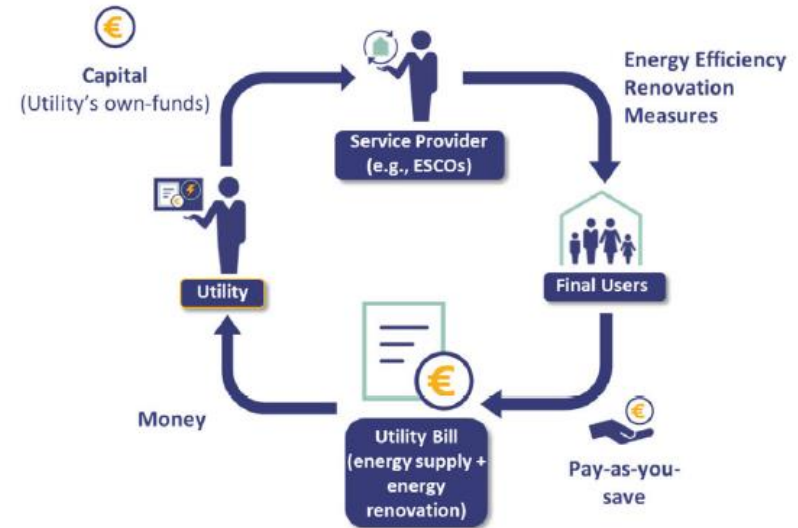 Capital
(Utility's own-funds)
Service Provider
(e.g., ESCOs)
Energy Efficiency
Renovation
Measures
Utility
Final Users
Money
Utility Bill
(energy supply +
energy
renovation)
Pay-as-you-
save